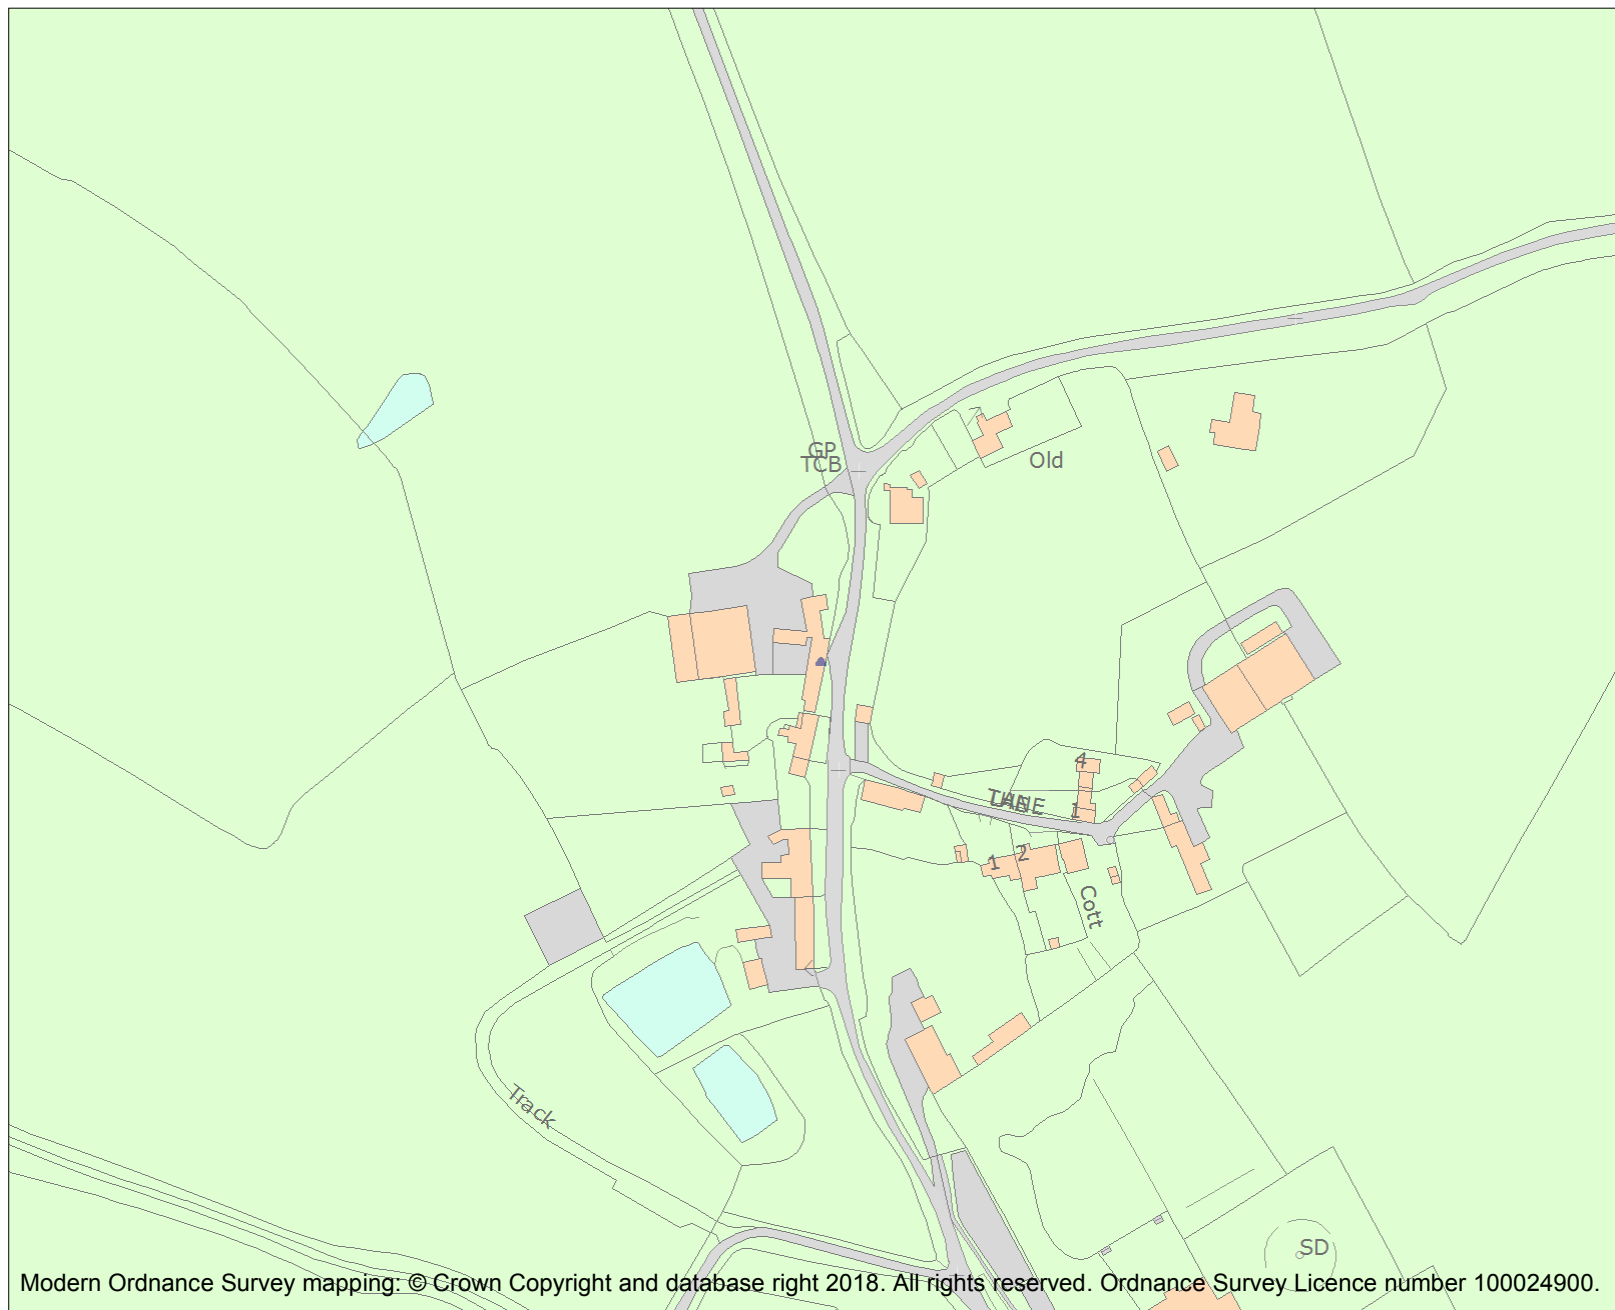 GP
TCB
Old
4
LANE
1
1
2
Cott
Track
SD
Modern Ordnance Survey mapping: © Crown Copyright and database right 2018. All rights reserved. Ordnance Survey Licence number 100024900.